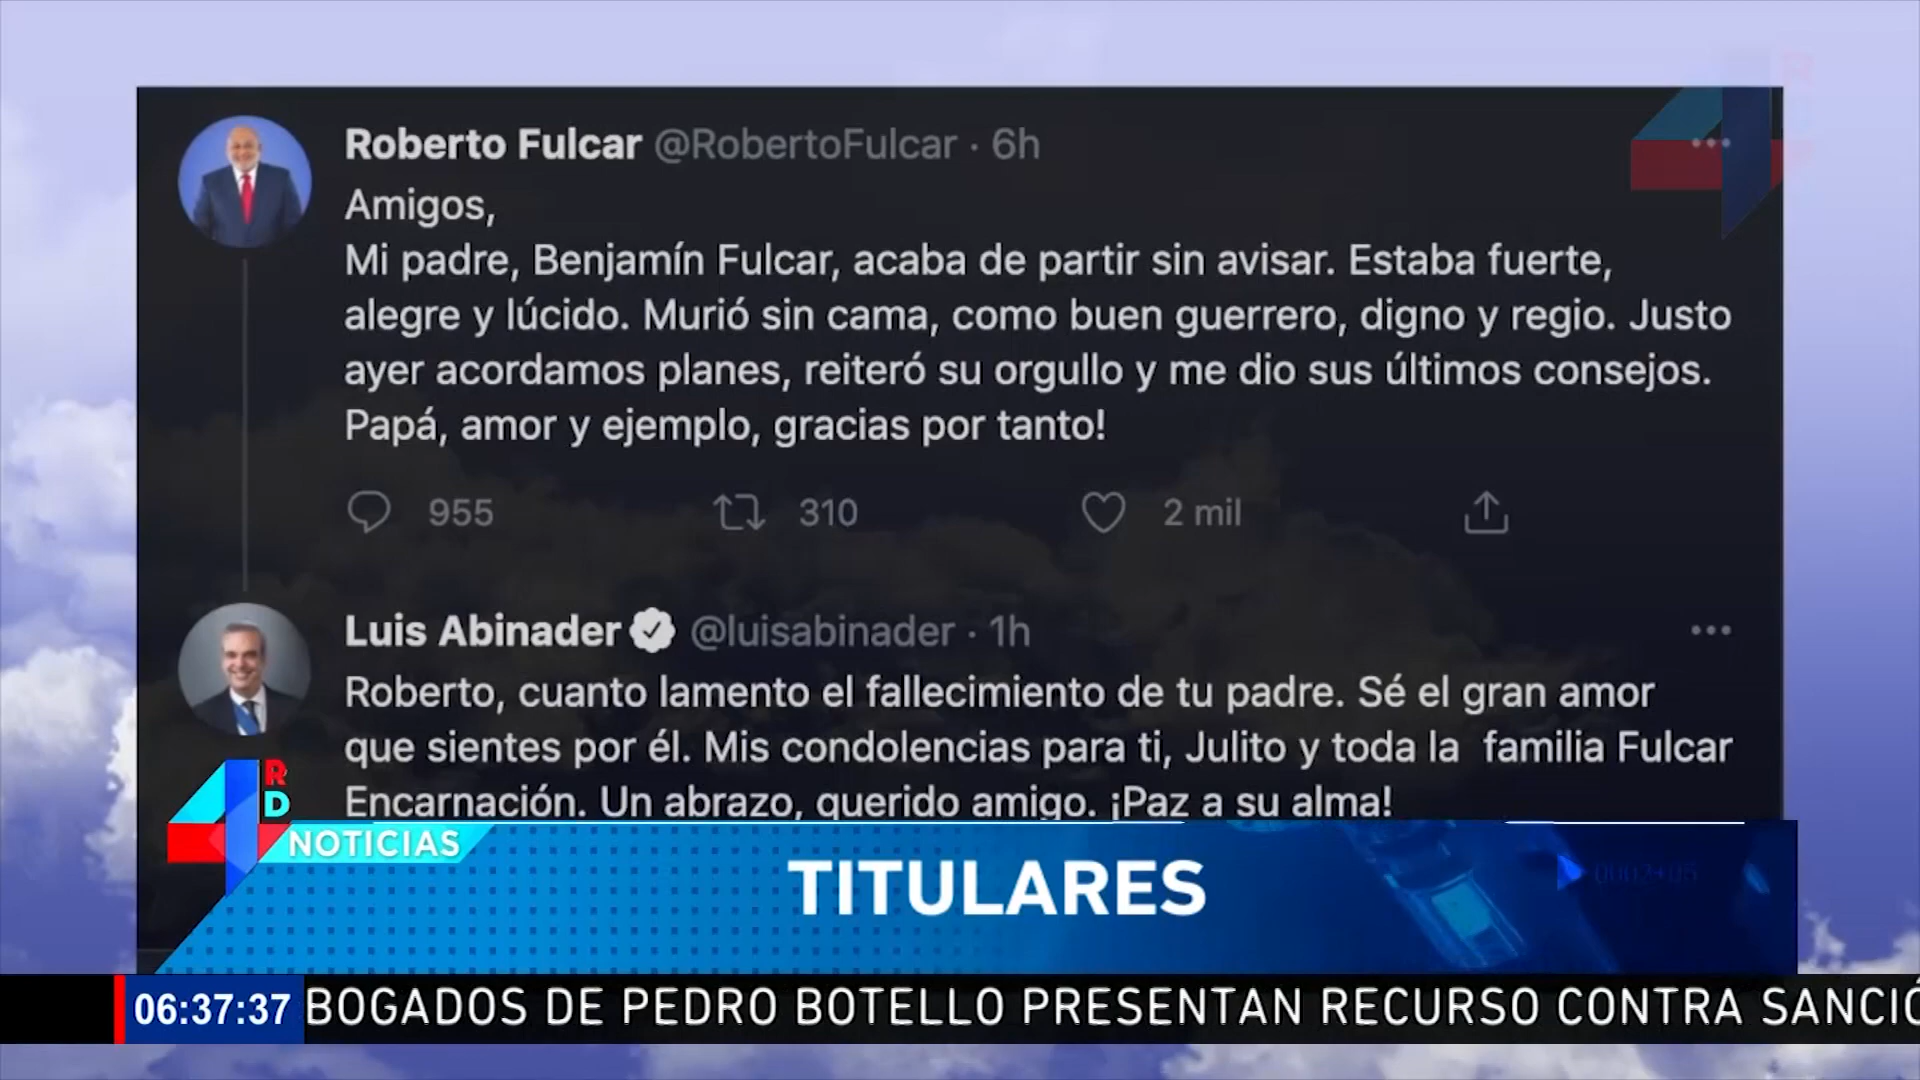 Roberto Fulcar @RobertoFulcar · 6h
Amigos,
Mi padre, Benjamín Fulcar, acaba de partir sin avisar. Estaba fuerte,
alegre y lúcido. Murió sin cama, como buen guerrero, digno y regio. Justo
ayer acordamos planes, reiteró su orgullo y me dio sus últimos consejos.
Papá, amor y ejemplo, gracias por tanto!
955 310 2 mil
Luis Abinader @luisabinader · 1h
Roberto, cuanto lamento el fallecimiento de tu padre. Sé el gran amor
que sientes por él. Mis condolencias para ti, Julito y toda la familia Fulcar
Encarnación. Un abrazo, querido amigo. ¡Paz a su alma!
4 RD
NOTICIAS
TITULARES
06:37:37 BOGADOS DE PEDRO BOTELLO PRESENTAN RECURSO CONTRA SANCIÓ